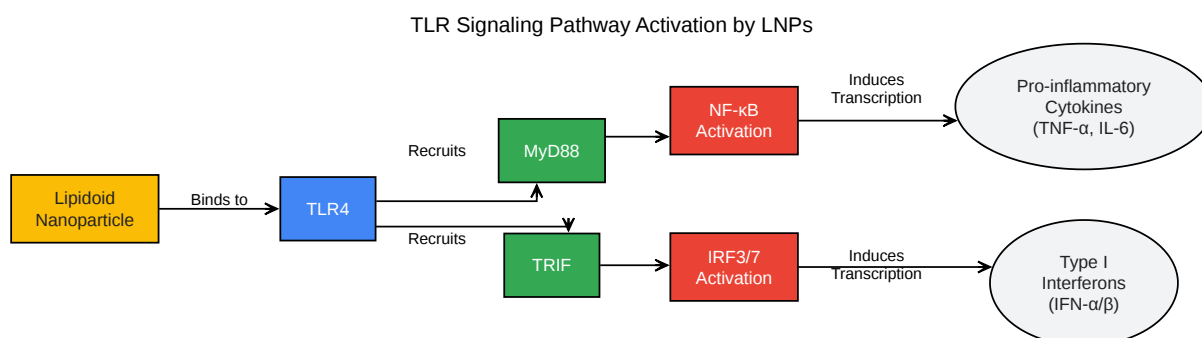 TLR Signaling Pathway Activation by LNPs
Lipidoid
Nanoparticle
Binds to
TLR4
Recruits
MyD88
NF-κB
Activation
Induces
Transcription
Pro-inflammatory
Cytokines
(TNF-α, IL-6)
Recruits
TRIF
IRF3/7
Activation
Induces
Transcription
Type I
Interferons
(IFN-α/β)